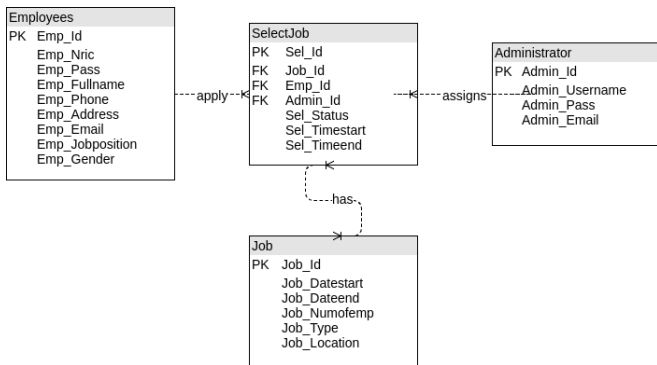 Employees
PK Emp_Id
Emp_Nric
Emp_Pass
Emp_Fullname
Emp_Phone
Emp_Address
Emp_Email
Emp_Jobposition
Emp_Gender
apply
SelectJob
PK Sel_Id
FK Job_Id
FK Emp_Id
FK Admin_Id
Sel_Status
Sel_Timestart
Sel_Timeend
assigns
Administrator
PK Admin_Id
Admin_Username
Admin_Pass
Admin_Email
has
Job
PK Job_Id
Job_Datestart
Job_Dateend
Job_Numofemp
Job_Type
Job_Location